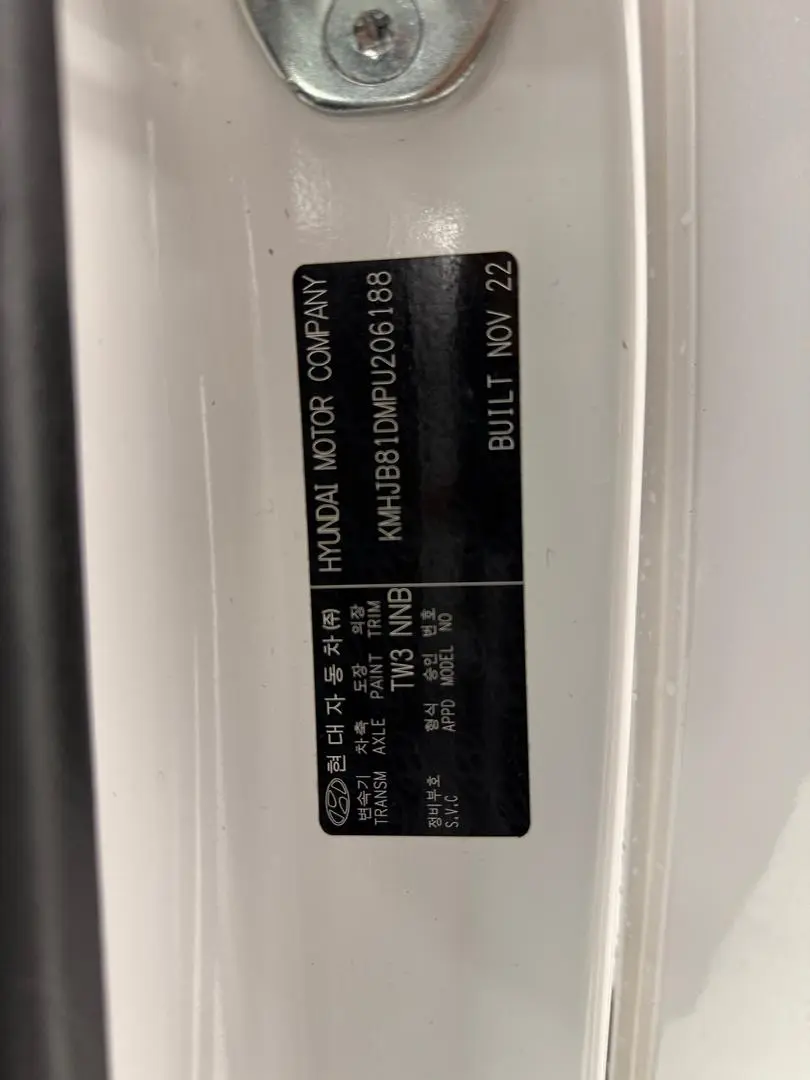 현대자동차(주) HYUNDAI MOTOR COMPANY
변속기 차축 도장 의장
TRANSM AXLE PAINT TRIM
TW3 NNB KMHJB81DMPU206188
정비부호 형식 승인 번호
S.V.C APPD MODEL NO
BUILT NOV 22